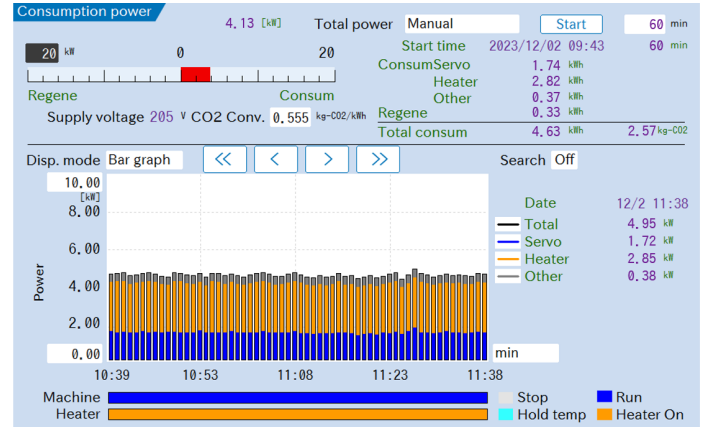 Consumption power
4.13 [kW] Total power Manual Start 60 min
20 kW 0 20 Start time 2023/12/02 09:43 60 min
ConsumServo 1.74 kWh
Heater 2.82 kWh
Other 0.37 kWh
Regene Consum Regene 0.33 kWh
Supply voltage 205 V CO2 Conv. 0.555 kg-CO2/kWh
Total consum 4.63 kWh 2.57 kg-CO2
Disp. mode Bar graph << < > >> Search Off
10.00
[kW]
8.00
6.00
4.00
2.00
0.00
Power
Date 12/2 11:38
Total 4.95 kW
Servo 1.72 kW
Heater 2.85 kW
Other 0.38 kW
min
10:39 10:53 11:08 11:23 11:38
Machine Stop Run
Heater Hold temp Heater On